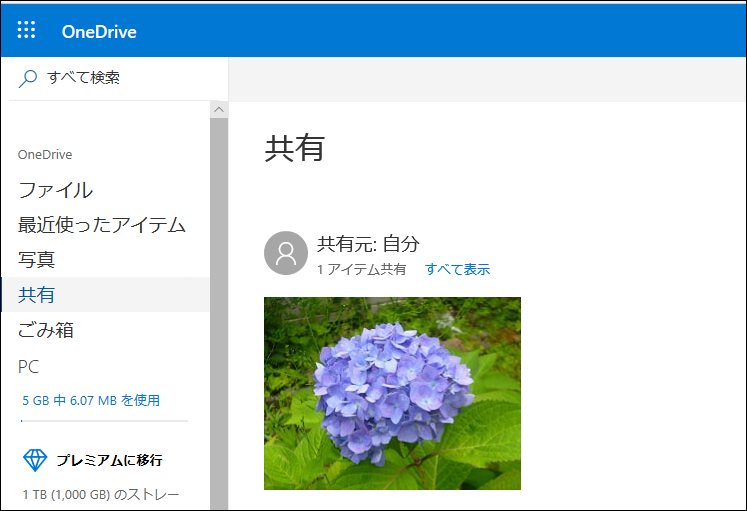 OneDrive
すべて検索
OneDrive
ファイル
最近使ったアイテム
写真
共有
ごみ箱
PC
5 GB 中 6.07 MB を使用
プレミアムに移行
1 TB (1,000 GB) のストレー
共有
共有元: 自分
1 アイテム共有 すべて表示